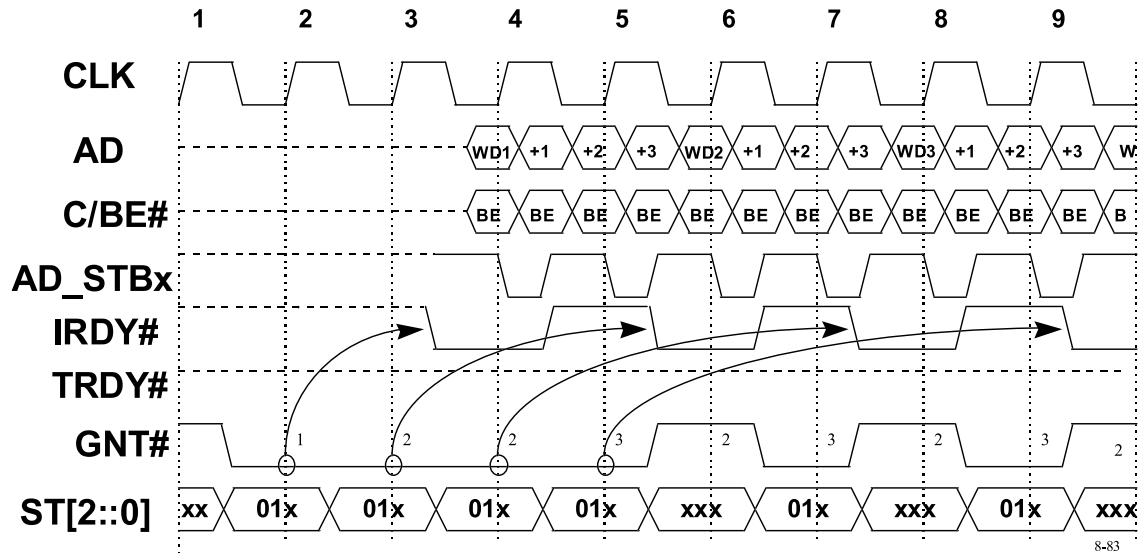 1 2 3 4 5 6 7 8 9
CLK
AD WD1 +1 +2 +3 WD2 +1 +2 +3 WD3 +1 +2 +3 W
C/BE# BE BE BE BE BE BE BE BE BE BE BE BE B
AD_STBx
IRDY#
TRDY#
GNT# 1 2 2 3 2 3 2 3 2
ST[2::0] xx 01x 01x 01x 01x xxx 01x xxx 01x xxx
8-83